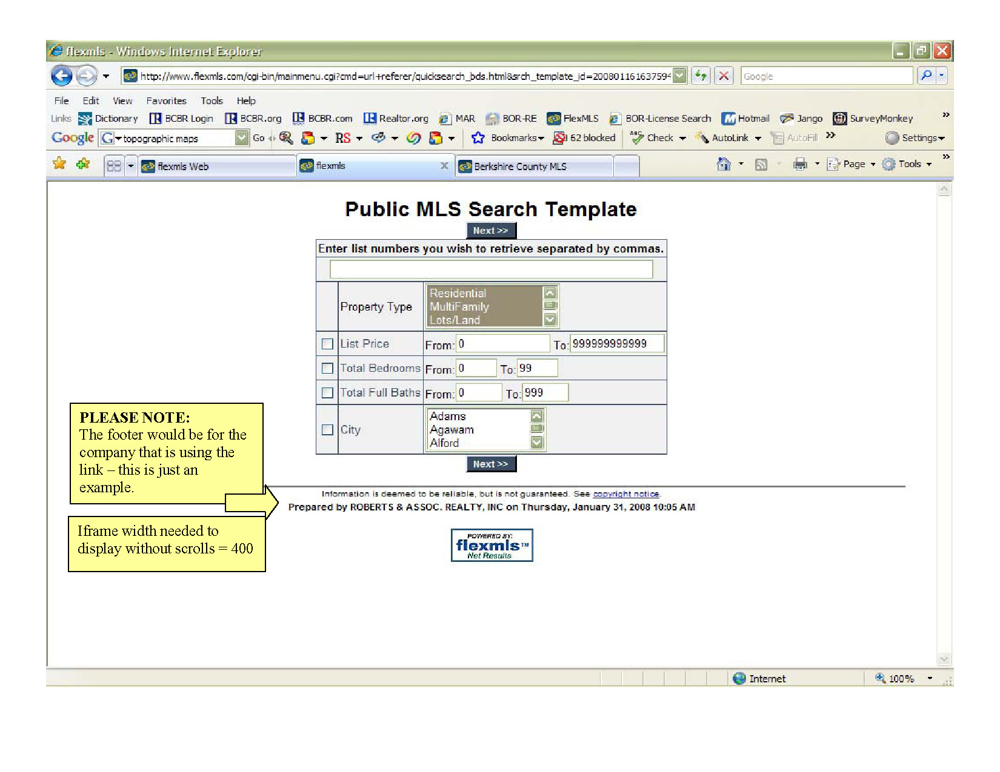 flexmls - Windows Internet Explorer
http://www.flexmls.com/cgi-bin/mainmenu.cgi?cmd=url+referer/quicksearch_bds.html&srch_template_id=200801161637594
Google
File Edit View Favorites Tools Help
Links Dictionary BCBR Login BCBR.org BCBR.com Realtor.org MAR BOR-RE FlexMLS BOR-License Search Hotmail Jango SurveyMonkey »
Google G topographic maps Go RS Bookmarks 62 blocked ABC Check AutoLink AutoFill » Settings
flexmls Web flexmls X Berkshire County MLS Page Tools »
Public MLS Search Template
Next >>
Enter list numbers you wish to retrieve separated by commas.
Property Type
Residential
MultiFamily
Lots/Land
List Price From: 0 To: 999999999999
Total Bedrooms From: 0 To: 99
Total Full Baths From: 0 To: 999
City
Adams
Agawam
Alford
Next >>
PLEASE NOTE:
The footer would be for the
company that is using the
link – this is just an
example.
Information is deemed to be reliable, but is not guaranteed. See copyright notice.
Prepared by ROBERTS & ASSOC. REALTY, INC on Thursday, January 31, 2008 10:05 AM
Iframe width needed to
display without scrolls = 400
POWERED BY:
flexmls™
Net Results
Internet 100%